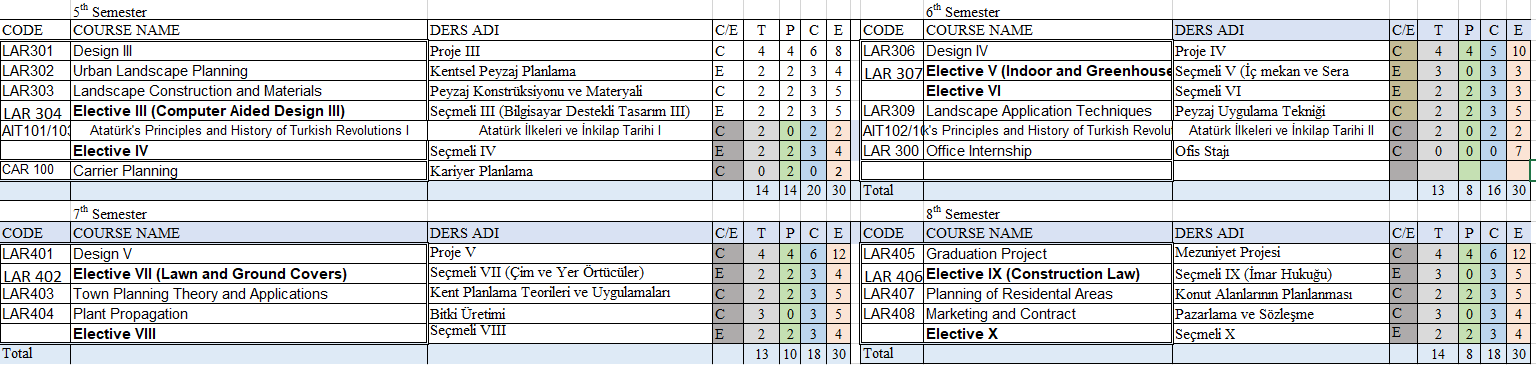 5th Semester
CODE COURSE NAME DERS ADI C/E T P C E
LAR301 Design III Proje III C 4 4 6 8
LAR302 Urban Landscape Planning Kentsel Peyzaj Planlama E 2 2 3 4
LAR303 Landscape Construction and Materials Peyzaj Konstrüksiyonu ve Materyali C 2 2 3 5
LAR 304 Elective III (Computer Aided Design III) Seçmeli III (Bilgisayar Destekli Tasarım III) E 2 2 3 5
AIT101/103 Atatürk's Principles and History of Turkish Revolutions I Atatürk İlkeleri ve İnkilap Tarihi I C 2 0 2 2
Elective IV Seçmeli IV E 2 2 3 4
CAR 100 Carrier Planning Kariyer Planlama C 0 2 0 2
14 14 20 30
6th Semester
CODE COURSE NAME DERS ADI C/E T P C E
LAR306 Design IV Proje IV C 4 4 5 10
LAR 307 Elective V (Indoor and Greenhouse Seçmeli V (İç mekan ve Sera E 3 0 3 3
Elective VI Seçmeli VI E 2 2 3 3
LAR309 Landscape Application Techniques Peyzaj Uygulama Tekniği C 2 2 3 5
AIT102/10 k's Principles and History of Turkish Revolut Atatürk İlkeleri ve İnkilap Tarihi II C 2 0 2 2
LAR 300 Office Internship Ofis Stajı C 0 0 0 7
Total 13 8 16 30
7th Semester
CODE COURSE NAME DERS ADI C/E T P C E
LAR401 Design V Proje V C 4 4 6 12
LAR 402 Elective VII (Lawn and Ground Covers) Seçmeli VII (Çim ve Yer Örtücüler) E 2 2 3 4
LAR403 Town Planning Theory and Applications Kent Planlama Teorileri ve Uygulamaları C 2 2 3 5
LAR404 Plant Propagation Bitki Üretimi C 3 0 3 5
Elective VIII Seçmeli VIII E 2 2 3 4
Total 13 10 18 30
8th Semester
CODE COURSE NAME DERS ADI C/E T P C E
LAR405 Graduation Project Mezuniyet Projesi C 4 4 6 12
LAR 406 Elective IX (Construction Law) Seçmeli IX (İmar Hukuğu) E 3 0 3 5
LAR407 Planning of Residental Areas Konut Alanlarının Planlanması C 2 2 3 5
LAR408 Marketing and Contract Pazarlama ve Sözleşme C 3 0 3 4
Elective X Seçmeli X E 2 2 3 4
Total 14 8 18 30